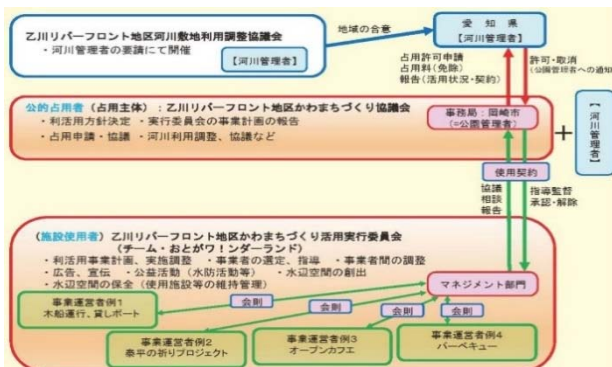 乙川リバーフロント地区河川敷地利用調整協議会
・河川管理者の要請にて開催
【河川管理者】
地域の合意
愛知県
【河川管理者】
占用許可申請
占用料(免除)
報告(活用状況・契約)
許可・取消
(公園管理者への通知)
公的占用者(占用主体):乙川リバーフロント地区かわまちづくり協議会
・利活用方針決定 ・実行委員会の事業計画の報告
・占用申請・協議 ・河川利用調整、協議など
事務局:岡崎市
(=公園管理者)
+
【河川管理者】
使用契約
協議
相談
報告
指導監督
承認・解除
(施設使用者)乙川リバーフロント地区かわまちづくり活用実行委員会
(チーム・おとがワ!ンダーランド)
・利活用事業計画、実施調整 ・事業者の選定、指導 ・事業者間の調整
・広告、宣伝 ・公益活動(水防活動等) ・水辺空間の創出
・水辺空間の保全(使用施設等の維持管理)
マネジメント部門
会則
会則
会則
会則
事業運営者例1
木船運行、貸しボート
事業運営者例2
泰平の祈りプロジェクト
事業運営者例3
オープンカフェ
事業運営者例4
バーベキュー